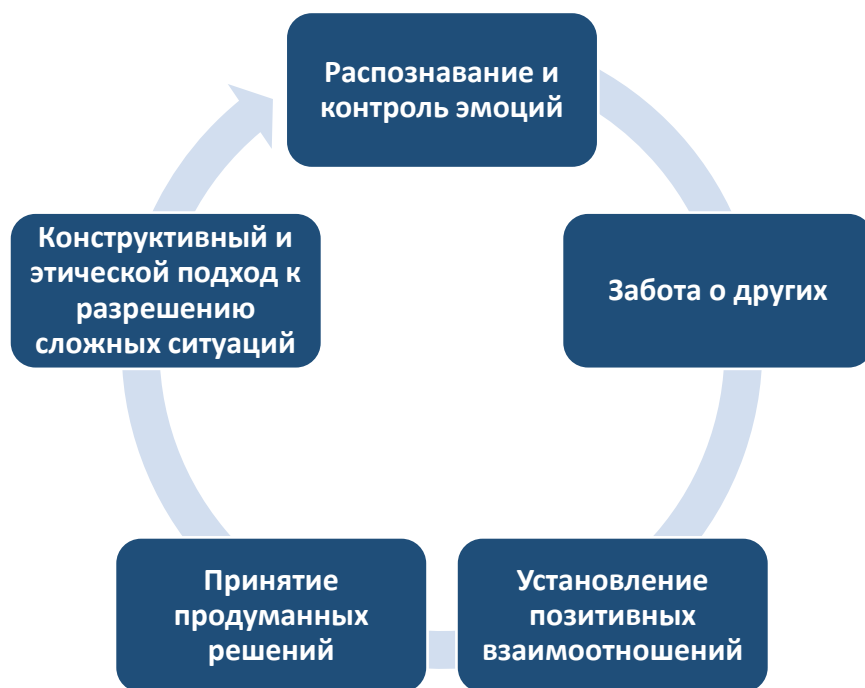 Распознавание и
контроль эмоций
Забота о других
Установление
позитивных
взаимоотношений
Принятие
продуманных
решений
Конструктивный и
этической подход к
разрешению
сложных ситуаций